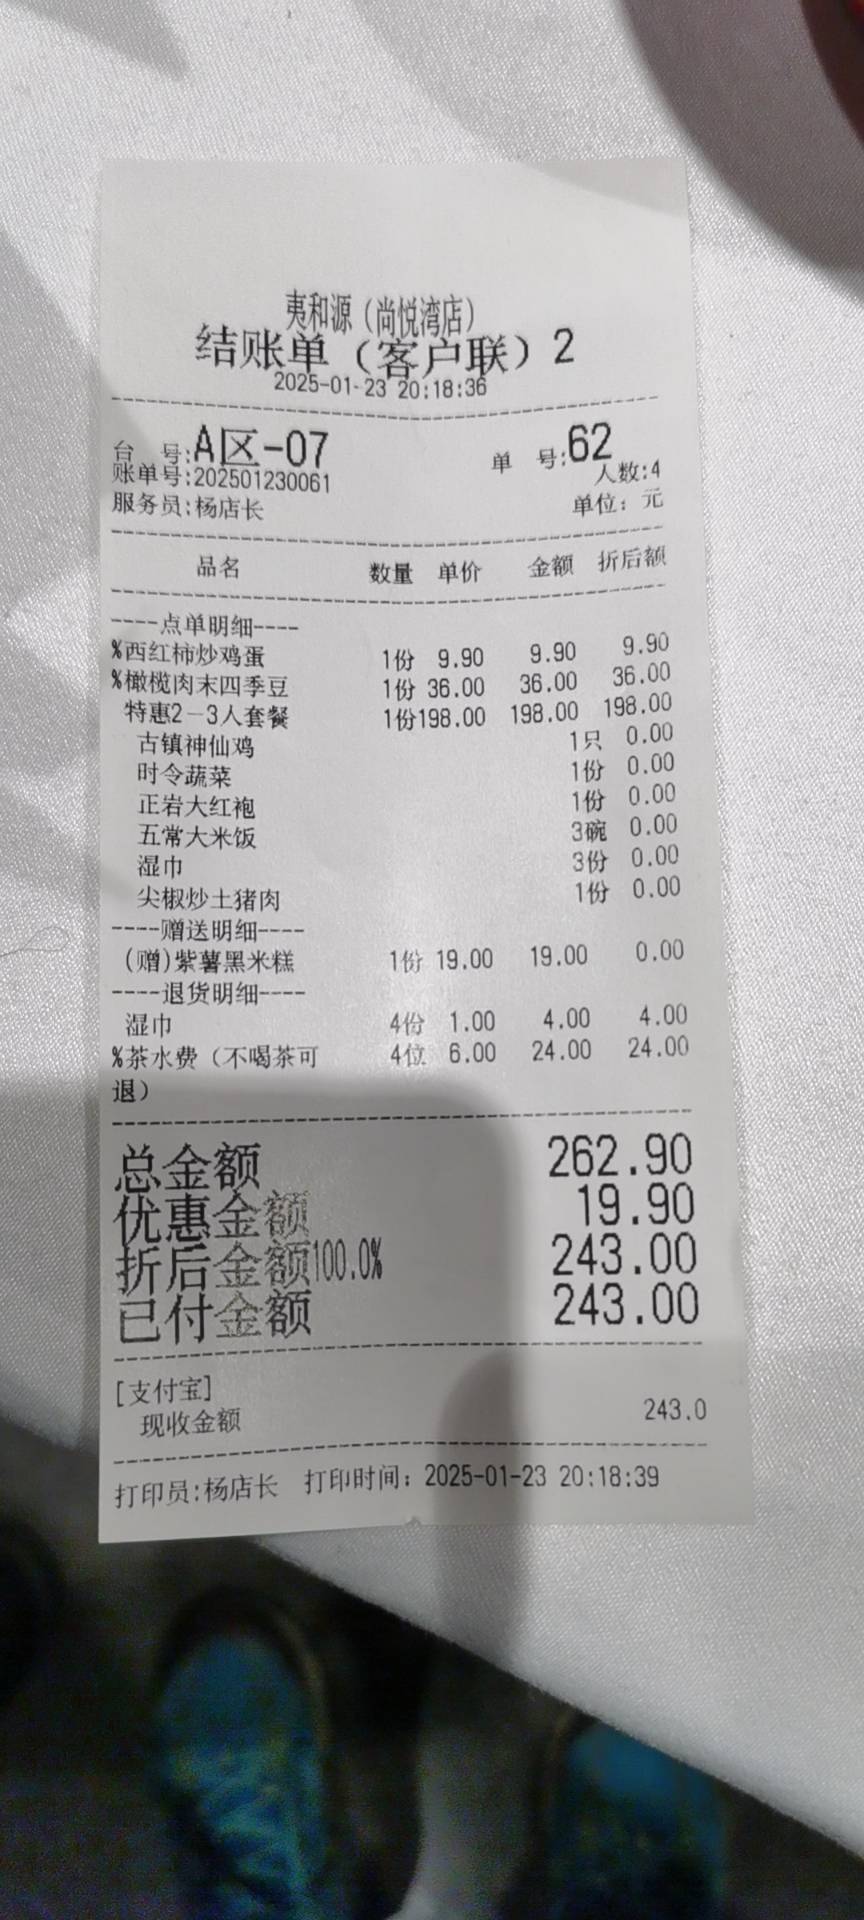 夷和源（尚悦湾店）
结账单（客户联）2
2025-01-23 20:18:36
台 号:A区-07 单 号:62
账单号:202501230061 人数:4
服务员:杨店长 单位：元
品名 数量 单价 金额 折后额
----点单明细----
%西红柿炒鸡蛋 1份 9.90 9.90 9.90
%橄榄肉末四季豆 1份 36.00 36.00 36.00
特惠2－3人套餐 1份198.00 198.00 198.00
古镇神仙鸡 1只 0.00
时令蔬菜 1份 0.00
正岩大红袍 1份 0.00
五常大米饭 3碗 0.00
湿巾 3份 0.00
尖椒炒土猪肉 1份 0.00
----赠送明细----
(赠)紫薯黑米糕 1份 19.00 19.00 0.00
----退货明细----
湿巾 4份 1.00 4.00 4.00
%茶水费（不喝茶可 4位 6.00 24.00 24.00
退）
总金额 262.90
优惠金额 19.90
折后金额100.0% 243.00
已付金额 243.00
[支付宝]
现收金额 243.0
打印员:杨店长 打印时间：2025-01-23 20:18:39